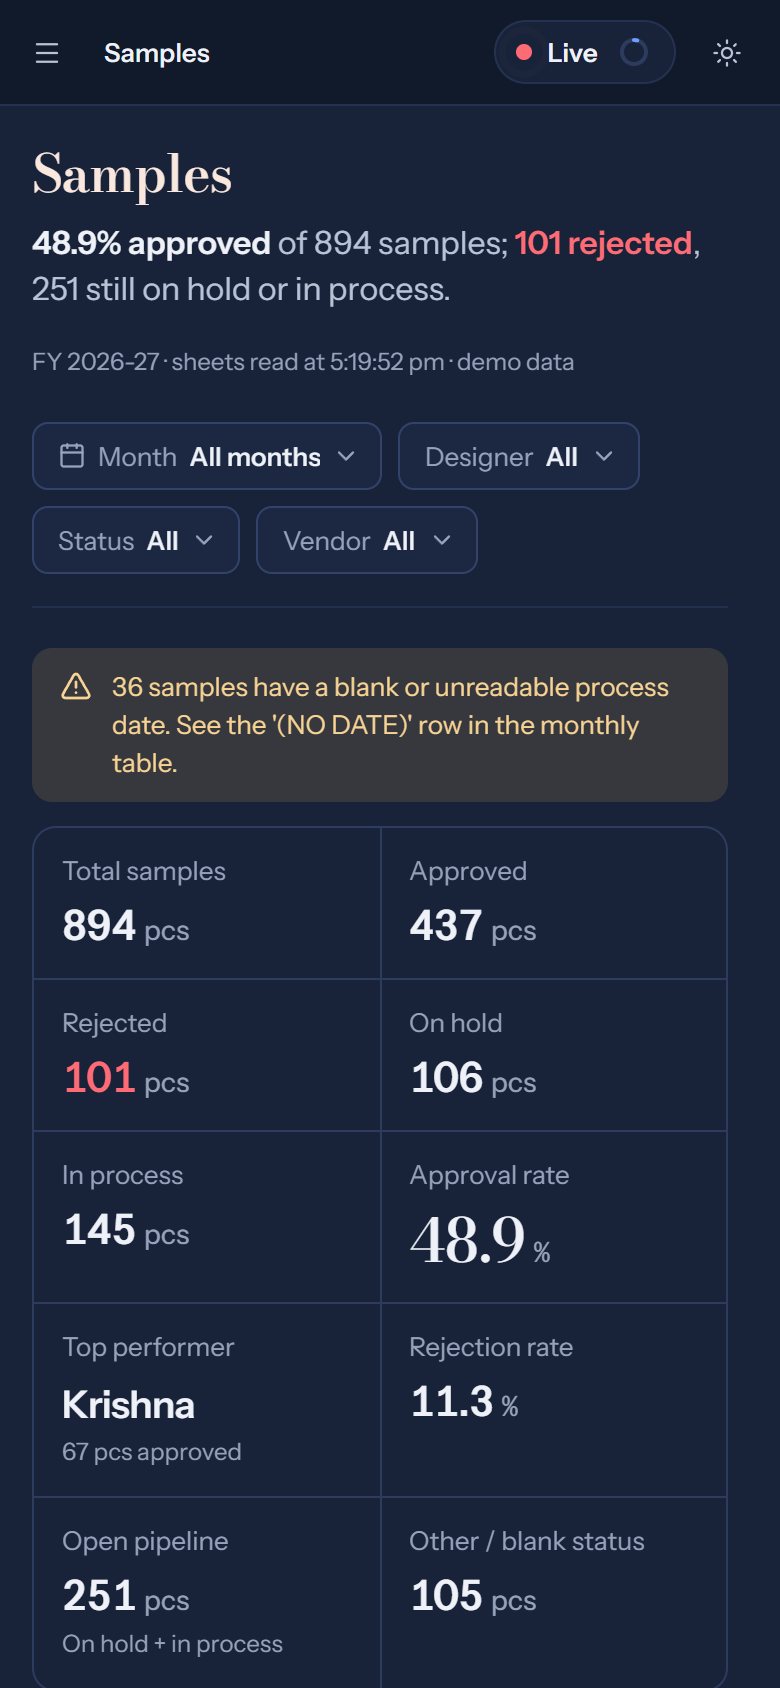 Samples
Live
Samples
48.9% approved of 894 samples; 101 rejected,
251 still on hold or in process.
FY 2026-27 · sheets read at 5:19:52 pm · demo data
Month All months
Designer All
Status All
Vendor All
36 samples have a blank or unreadable process
date. See the '(NO DATE)' row in the monthly
table.
Total samples
894 pcs
Approved
437 pcs
Rejected
101 pcs
On hold
106 pcs
In process
145 pcs
Approval rate
48.9 %
Top performer
Krishna
67 pcs approved
Rejection rate
11.3 %
Open pipeline
251 pcs
On hold + in process
Other / blank status
105 pcs